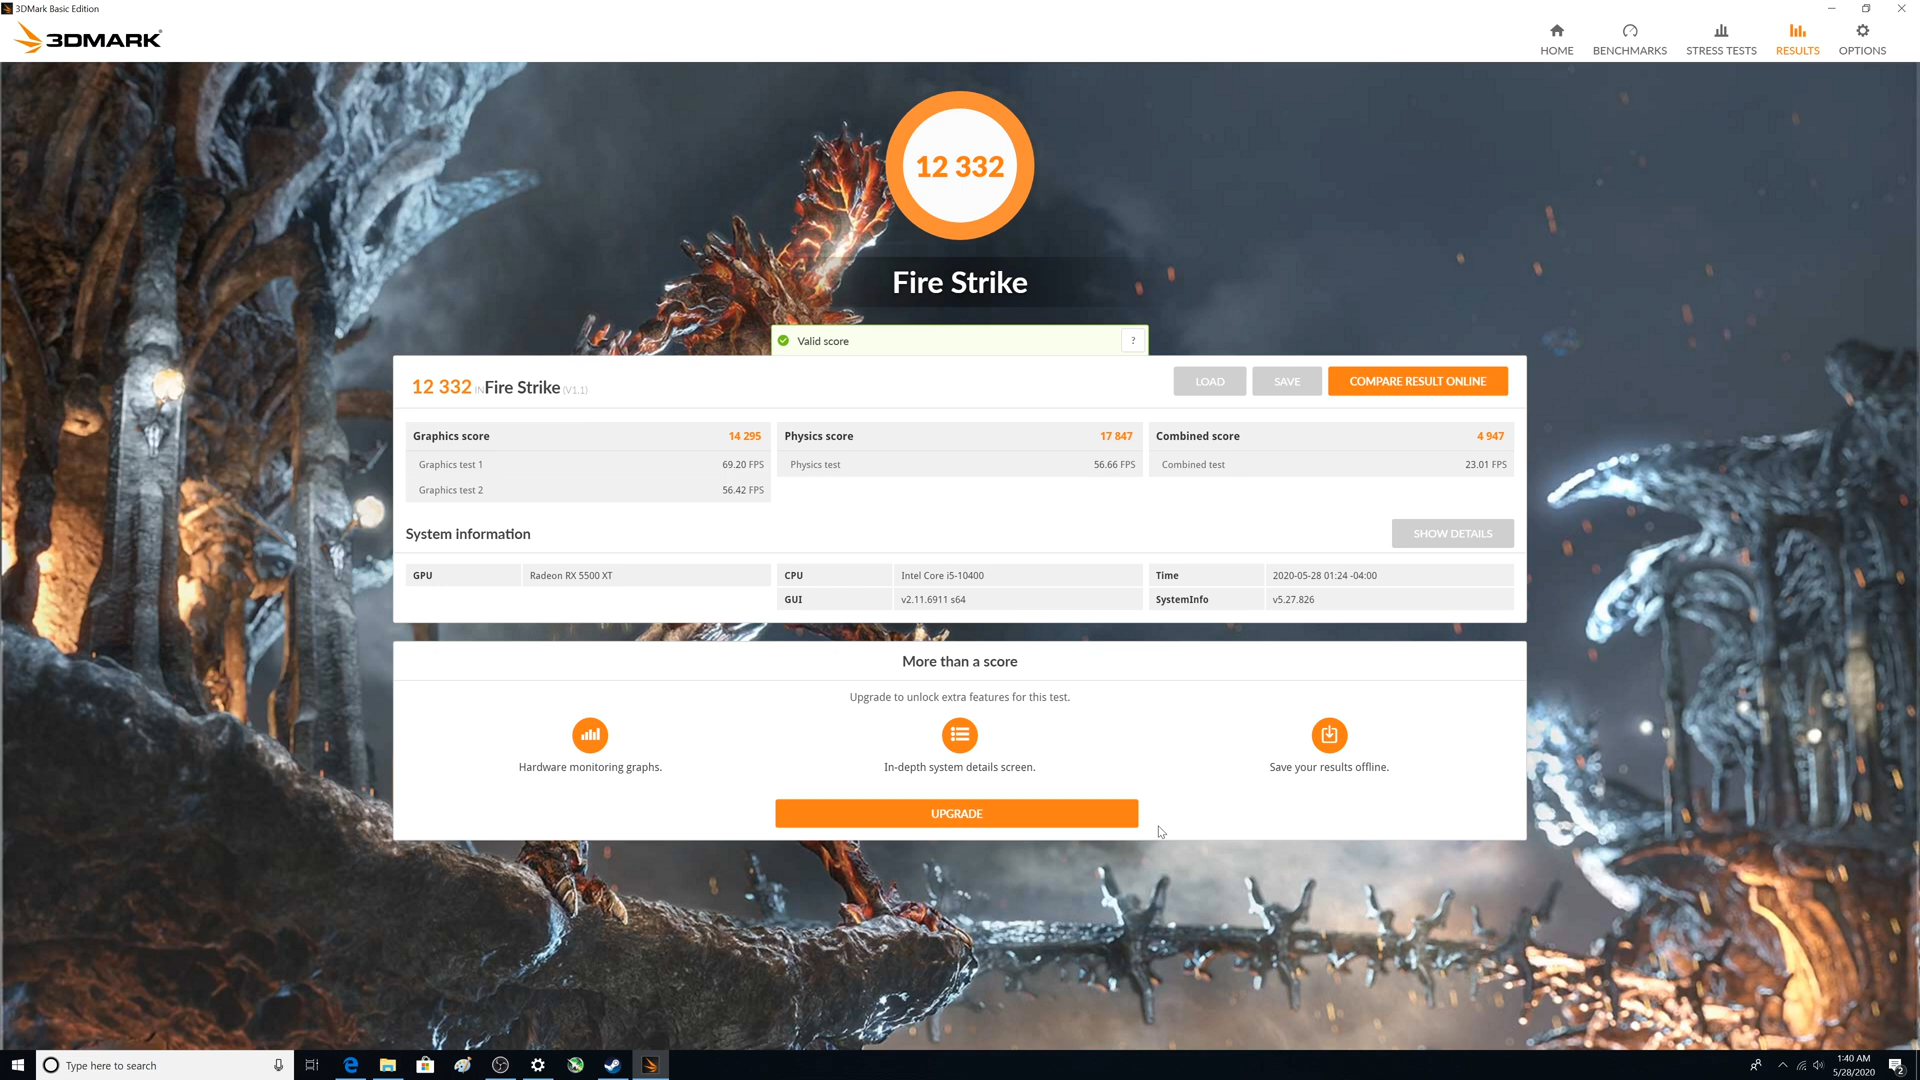 3DMark Basic Edition
3DMARK
HOME BENCHMARKS STRESS TESTS RESULTS OPTIONS
12 332
Fire Strike
Valid score ?
12 332 IN Fire Strike (V1.1)
LOAD SAVE COMPARE RESULT ONLINE
Graphics score 14 295 Physics score 17 847 Combined score 4 947
Graphics test 1 69.20 FPS Physics test 56.66 FPS Combined test 23.01 FPS
Graphics test 2 56.42 FPS
System information SHOW DETAILS
GPU Radeon RX 5500 XT CPU Intel Core i5-10400 Time 2020-05-28 01:24 -04:00
GUI v2.11.6911 s64 SystemInfo v5.27.826
More than a score
Upgrade to unlock extra features for this test.
Hardware monitoring graphs. In-depth system details screen. Save your results offline.
UPGRADE
Type here to search
1:40 AM
5/28/2020
2